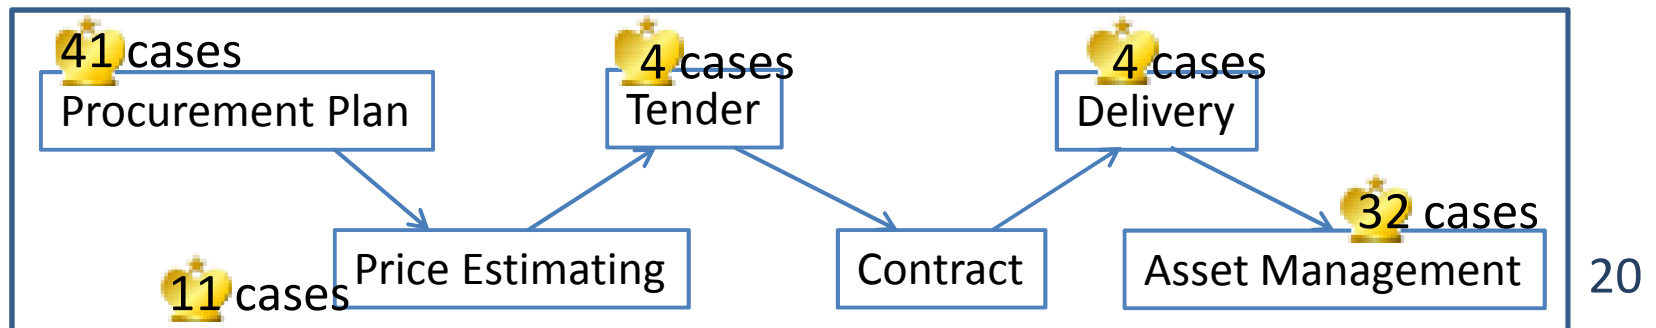 41 cases
Procurement Plan
4 cases
Tender
4 cases
Delivery
11 cases
Price Estimating
Contract
32 cases
Asset Management
20